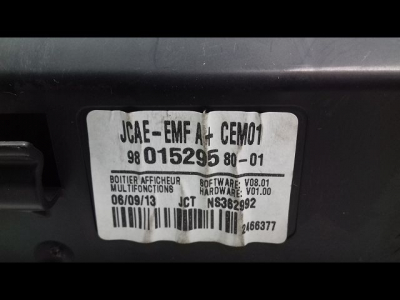 JCAE-EMF A+ CEM01
98 015295 80-01
BOITIER AFFICHEUR SOFTWARE: V08.01
MULTIFONCTIONS HARDWARE: V01.00
06/09/13 JCT NS362992
2466377